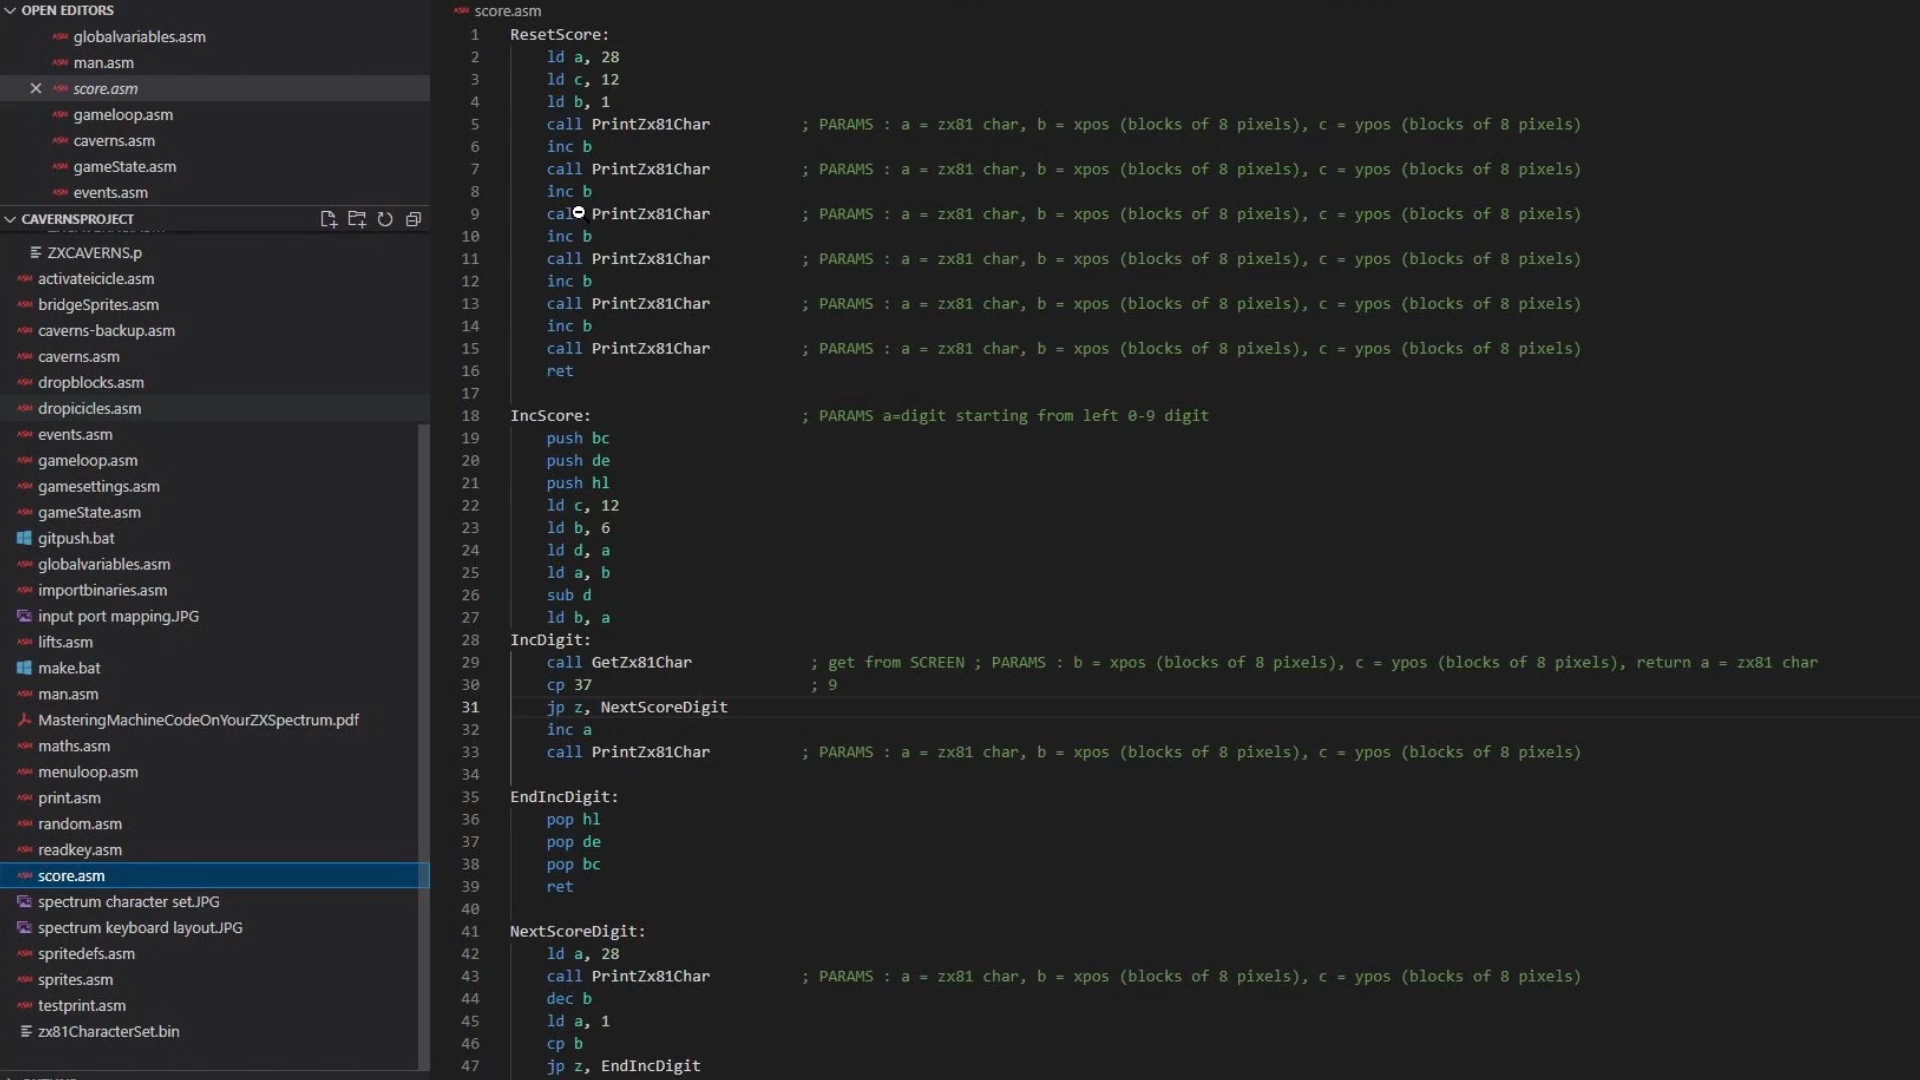 OPEN EDITORS
globalvariables.asm
man.asm
score.asm
gameloop.asm
caverns.asm
gameState.asm
events.asm
CAVERNSPROJECT
ZXCAVERNS.p
activateicicle.asm
bridgeSprites.asm
caverns-backup.asm
caverns.asm
dropblocks.asm
dropicicles.asm
events.asm
gameloop.asm
gamesettings.asm
gameState.asm
gitpush.bat
globalvariables.asm
importbinaries.asm
input port mapping.JPG
lifts.asm
make.bat
man.asm
MasteringMachineCodeOnYourZXSpectrum.pdf
maths.asm
menuloop.asm
print.asm
random.asm
readkey.asm
score.asm
spectrum character set.JPG
spectrum keyboard layout.JPG
spritedefs.asm
sprites.asm
testprint.asm
zx81CharacterSet.bin
ASM score.asm
1 ResetScore:
2 ld a, 28
3 ld c, 12
4 ld b, 1
5 call PrintZx81Char ; PARAMS : a = zx81 char, b = xpos (blocks of 8 pixels), c = ypos (blocks of 8 pixels)
6 inc b
7 call PrintZx81Char ; PARAMS : a = zx81 char, b = xpos (blocks of 8 pixels), c = ypos (blocks of 8 pixels)
8 inc b
9 call PrintZx81Char ; PARAMS : a = zx81 char, b = xpos (blocks of 8 pixels), c = ypos (blocks of 8 pixels)
10 inc b
11 call PrintZx81Char ; PARAMS : a = zx81 char, b = xpos (blocks of 8 pixels), c = ypos (blocks of 8 pixels)
12 inc b
13 call PrintZx81Char ; PARAMS : a = zx81 char, b = xpos (blocks of 8 pixels), c = ypos (blocks of 8 pixels)
14 inc b
15 call PrintZx81Char ; PARAMS : a = zx81 char, b = xpos (blocks of 8 pixels), c = ypos (blocks of 8 pixels)
16 ret
17
18 IncScore: ; PARAMS a=digit starting from left 0-9 digit
19 push bc
20 push de
21 push hl
22 ld c, 12
23 ld b, 6
24 ld d, a
25 ld a, b
26 sub d
27 ld b, a
28 IncDigit:
29 call GetZx81Char ; get from SCREEN ; PARAMS : b = xpos (blocks of 8 pixels), c = ypos (blocks of 8 pixels), return a = zx81 char
30 cp 37 ; 9
31 jp z, NextScoreDigit
32 inc a
33 call PrintZx81Char ; PARAMS : a = zx81 char, b = xpos (blocks of 8 pixels), c = ypos (blocks of 8 pixels)
34
35 EndIncDigit:
36 pop hl
37 pop de
38 pop bc
39 ret
40
41 NextScoreDigit:
42 ld a, 28
43 call PrintZx81Char ; PARAMS : a = zx81 char, b = xpos (blocks of 8 pixels), c = ypos (blocks of 8 pixels)
44 dec b
45 ld a, 1
46 cp b
47 jp z, EndIncDigit